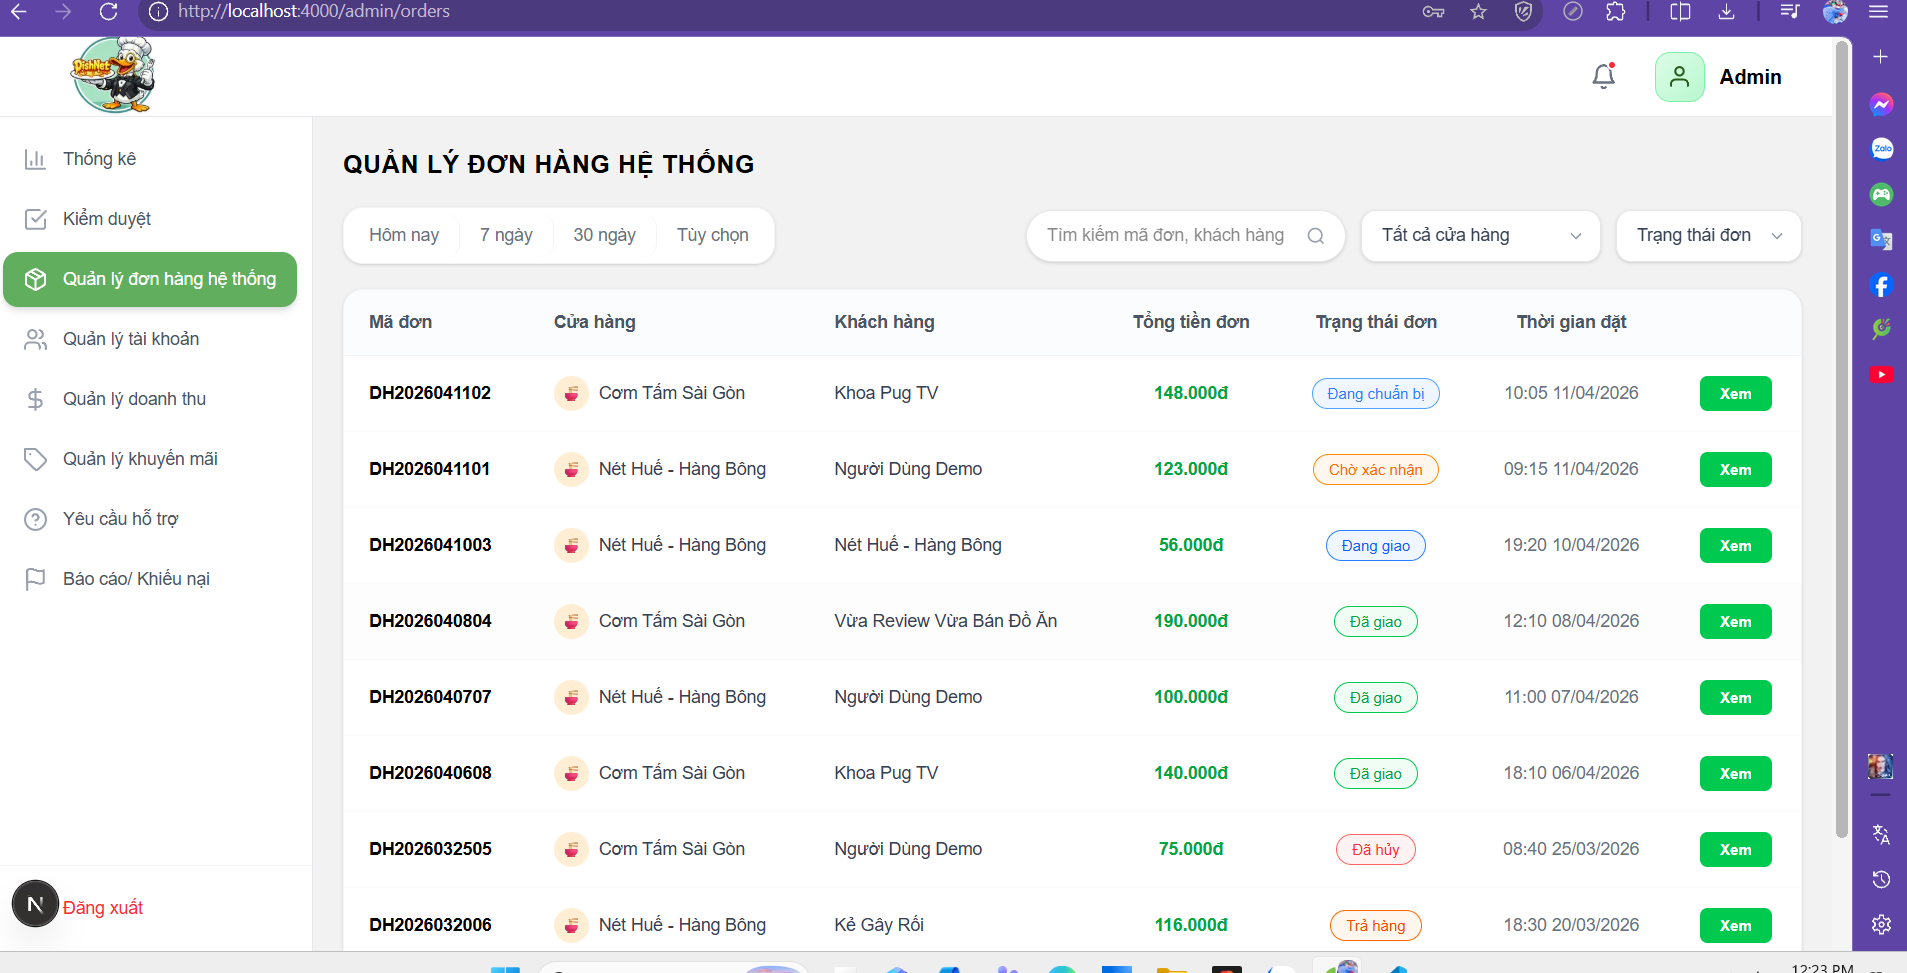 http://localhost:4000/admin/orders
DishNet
Admin
Thống kê
Kiểm duyệt
Quản lý đơn hàng hệ thống
Quản lý tài khoản
Quản lý doanh thu
Quản lý khuyến mãi
Yêu cầu hỗ trợ
Báo cáo/ Khiếu nại
N
Đăng xuất
QUẢN LÝ ĐƠN HÀNG HỆ THỐNG
Hôm nay 7 ngày 30 ngày Tùy chọn Tìm kiếm mã đơn, khách hàng Tất cả cửa hàng Trạng thái đơn
Mã đơn Cửa hàng Khách hàng Tổng tiền đơn Trạng thái đơn Thời gian đặt
DH2026041102 Cơm Tấm Sài Gòn Khoa Pug TV 148.000đ Đang chuẩn bị 10:05 11/04/2026 Xem
DH2026041101 Nét Huế - Hàng Bông Người Dùng Demo 123.000đ Chờ xác nhận 09:15 11/04/2026 Xem
DH2026041003 Nét Huế - Hàng Bông Nét Huế - Hàng Bông 56.000đ Đang giao 19:20 10/04/2026 Xem
DH2026040804 Cơm Tấm Sài Gòn Vừa Review Vừa Bán Đồ Ăn 190.000đ Đã giao 12:10 08/04/2026 Xem
DH2026040707 Nét Huế - Hàng Bông Người Dùng Demo 100.000đ Đã giao 11:00 07/04/2026 Xem
DH2026040608 Cơm Tấm Sài Gòn Khoa Pug TV 140.000đ Đã giao 18:10 06/04/2026 Xem
DH2026032505 Cơm Tấm Sài Gòn Người Dùng Demo 75.000đ Đã hủy 08:40 25/03/2026 Xem
DH2026032006 Nét Huế - Hàng Bông Kẻ Gây Rối 116.000đ Trả hàng 18:30 20/03/2026 Xem
Zalo
12:23 PM